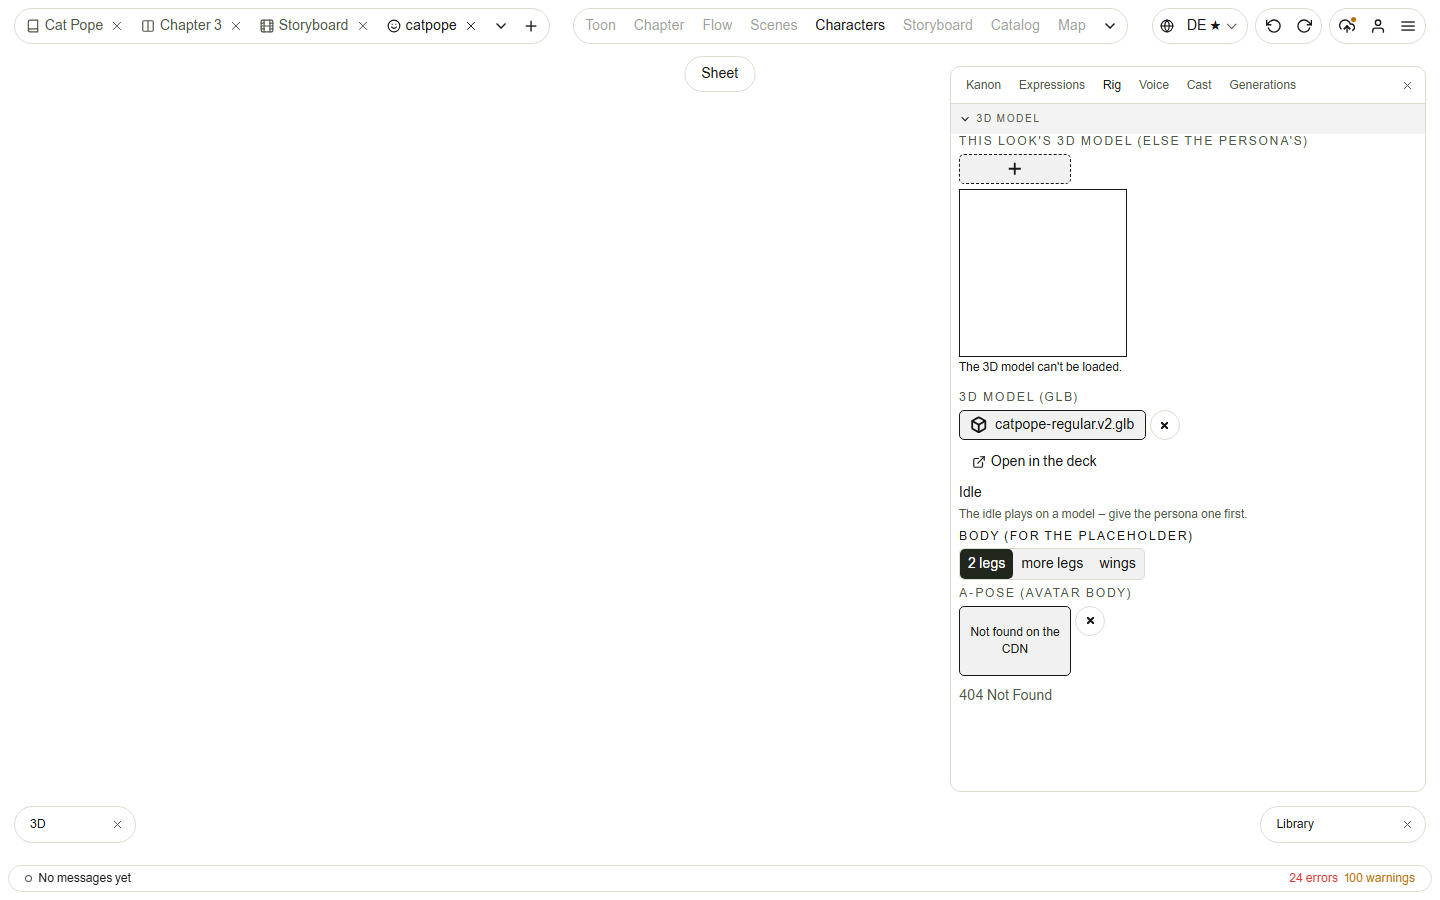 Cat Pope
Chapter 3
Storyboard
catpope
Toon Chapter Flow Scenes Characters Storyboard Catalog Map
DE ★
Sheet
Kanon Expressions Rig Voice Cast Generations
3D MODEL
THIS LOOK'S 3D MODEL (ELSE THE PERSONA'S)
The 3D model can't be loaded.
3D MODEL (GLB)
catpope-regular.v2.glb
Open in the deck
Idle
The idle plays on a model – give the persona one first.
BODY (FOR THE PLACEHOLDER)
2 legs more legs wings
A-POSE (AVATAR BODY)
Not found on the
CDN
404 Not Found
3D
Library
No messages yet
24 errors 100 warnings